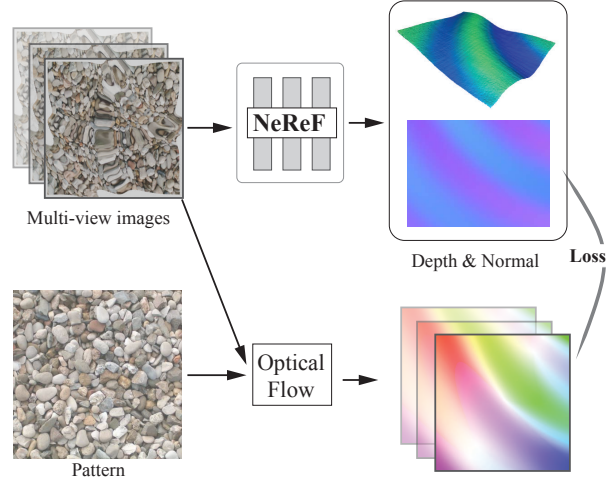 NeReF
Multi-view images
Depth & Normal
Loss
Optical
Flow
Pattern